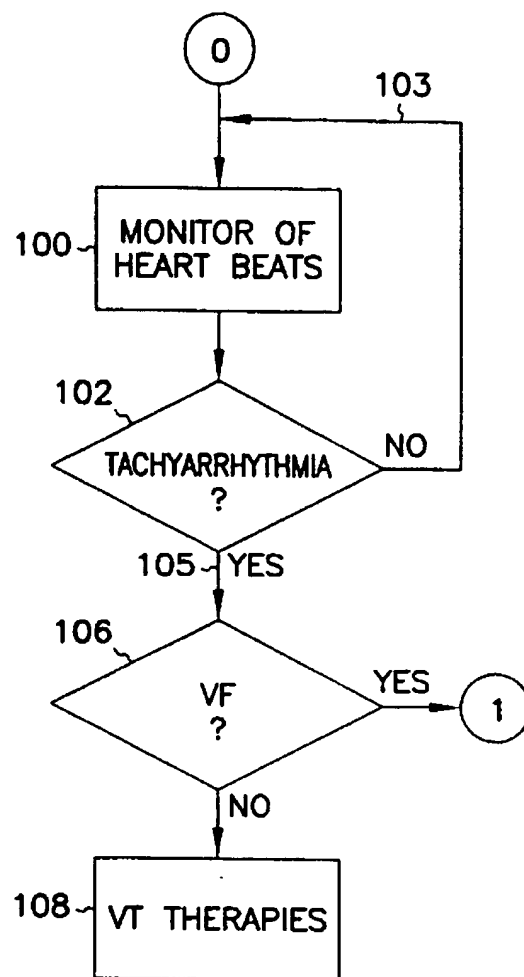 0
103
100
MONITOR OF
HEART BEATS
102
TACHYARRHYTHMIA
?
NO
105
YES
106
VF
?
YES
1
NO
108
VT THERAPIES